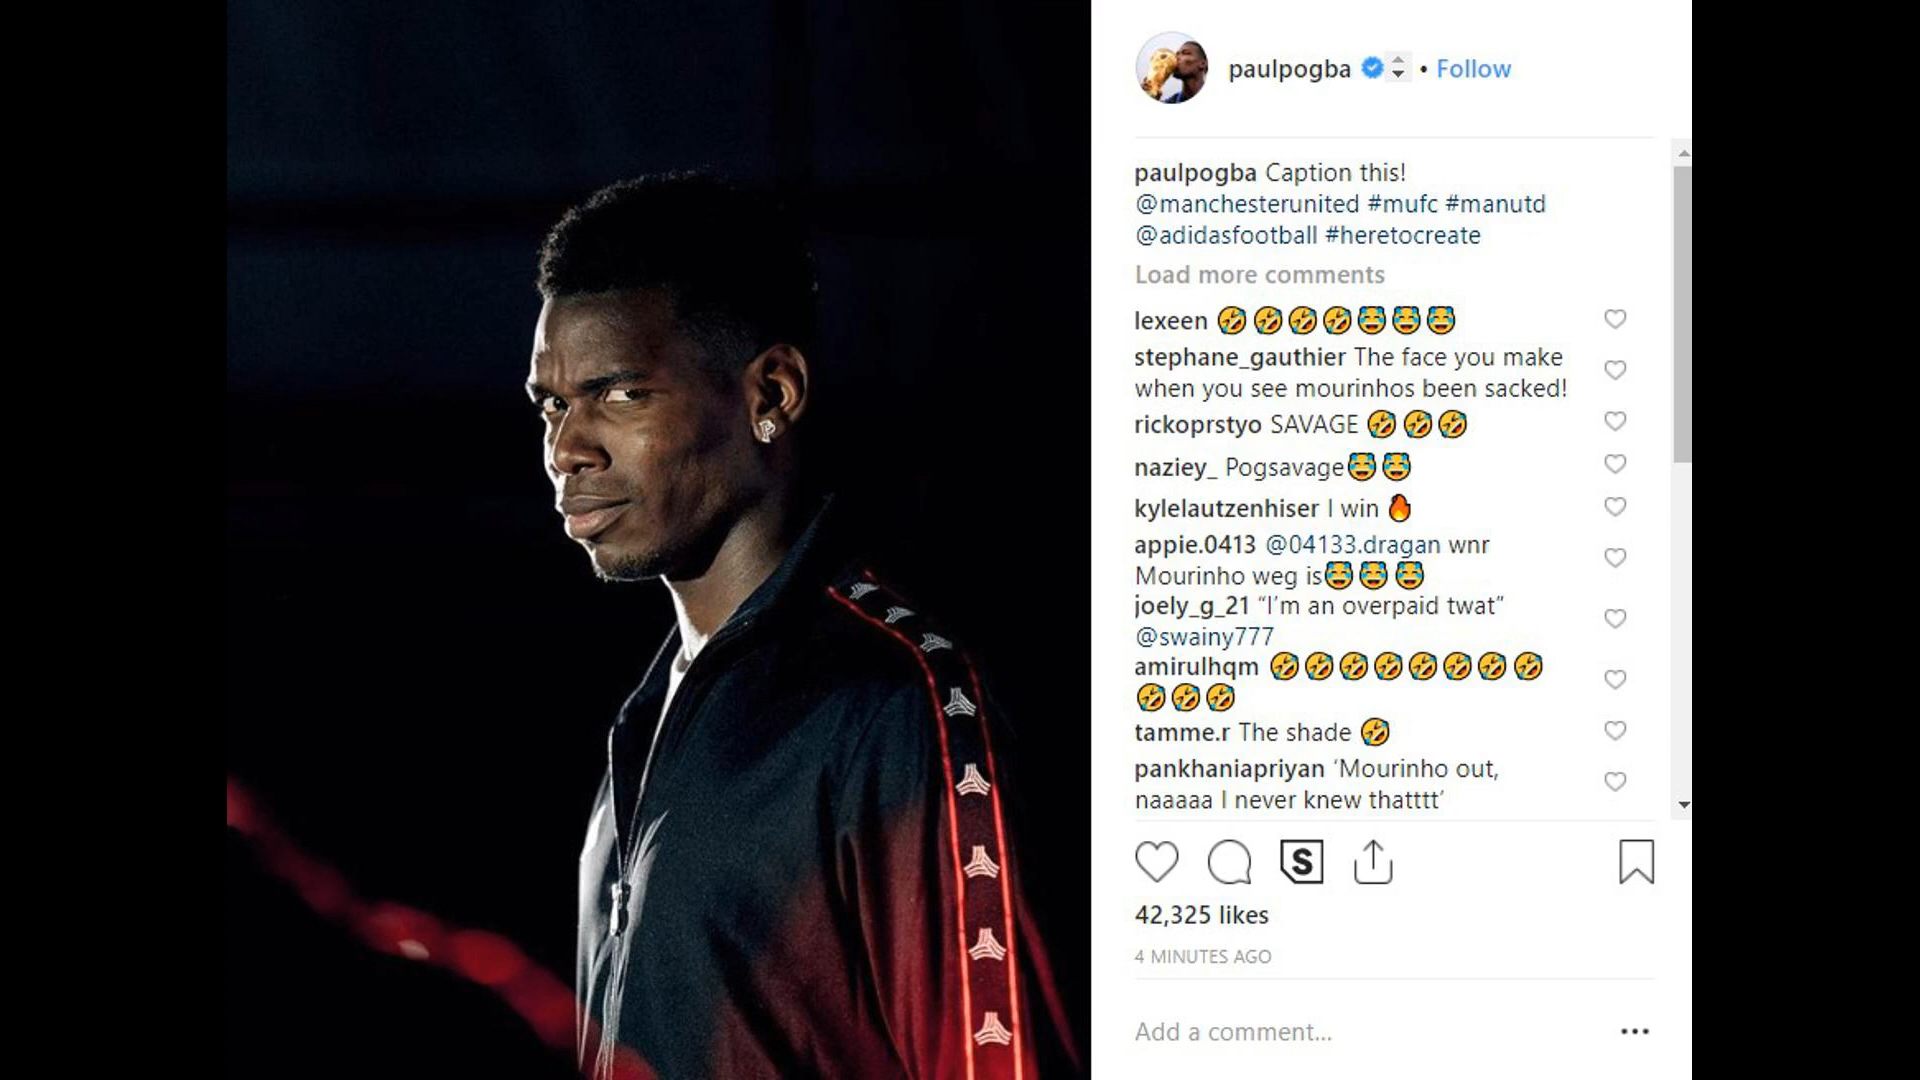 paulpogba • Follow
paulpogba Caption this!
@manchesterunited #mufc #manutd
@adidasfootball #heretocreate
Load more comments
lexeen 🤣🤣🤣🤣😂😂😂
stephane_gauthier The face you make
when you see mourinhos been sacked!
rickoprstyo SAVAGE 🤣🤣🤣
naziey_ Pogsavage😂😂
kylelautzenhiser I win 🔥
appie.0413 @04133.dragan wnr
Mourinho weg is😂😂😂
joely_g_21 “I’m an overpaid twat”
@swainy777
amirulhqm 🤣🤣🤣🤣🤣🤣🤣🤣
🤣🤣🤣
tamme.r The shade 🤣
pankhaniapriyan ‘Mourinho out,
naaaaa I never knew thatttt’
S
42,325 likes
4 MINUTES AGO
Add a comment...